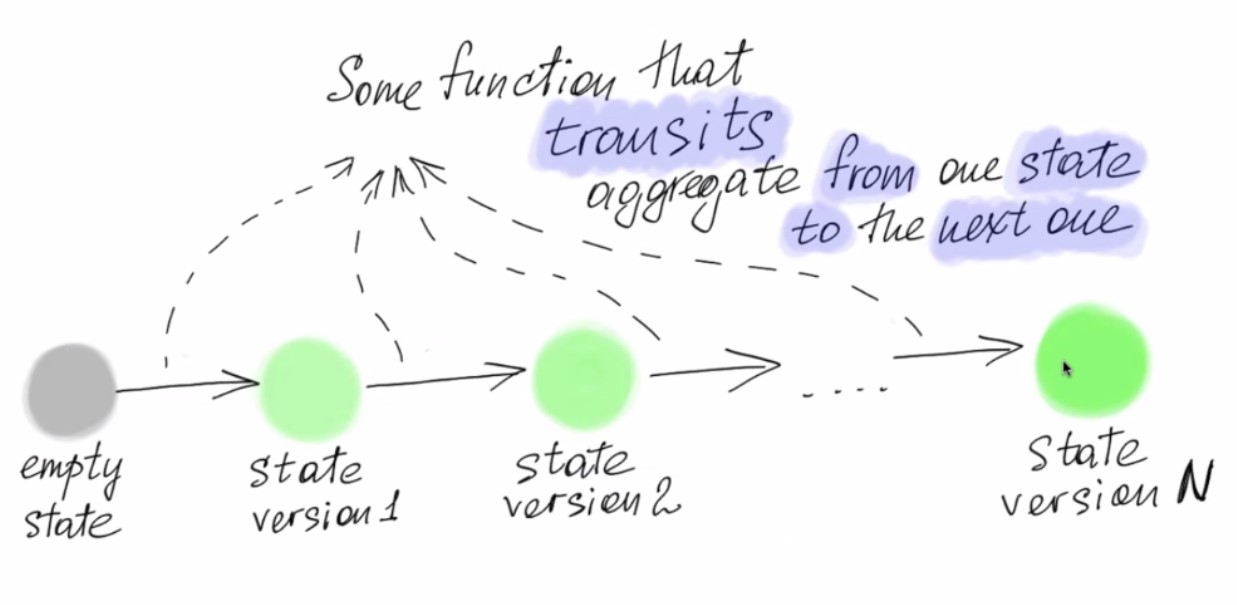 Some function that
transits
aggregate from one state
to the next one
....
empty
state
state
version 1
state
version 2
state
version N